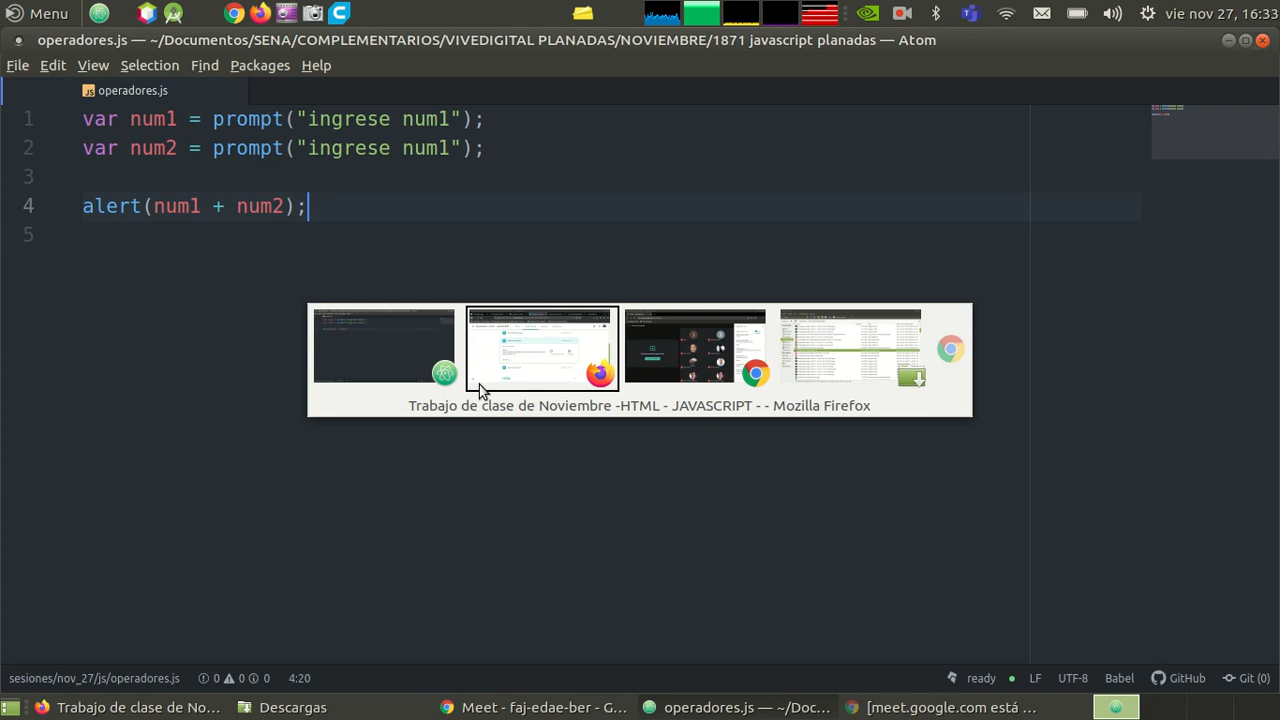 Menu
vie nov 27, 16:33
operadores.js — ~/Documentos/SENA/COMPLEMENTARIOS/VIVEDIGITAL PLANADAS/NOVIEMBRE/1871 javascript planadas — Atom
File Edit View Selection Find Packages Help
JS operadores.js
1 var num1 = prompt("ingrese num1");
2 var num2 = prompt("ingrese num1");
3
4 alert(num1 + num2);
5
Trabajo de clase de Noviembre -HTML - JAVASCRIPT - - Mozilla Firefox
sesiones/nov_27/js/operadores.js 0 0 0 4:20 ready LF UTF-8 Babel GitHub Git (0)
Trabajo de clase de No... Descargas Meet - faj-edae-ber - G... operadores.js — ~/Doc... [meet.google.com está ...